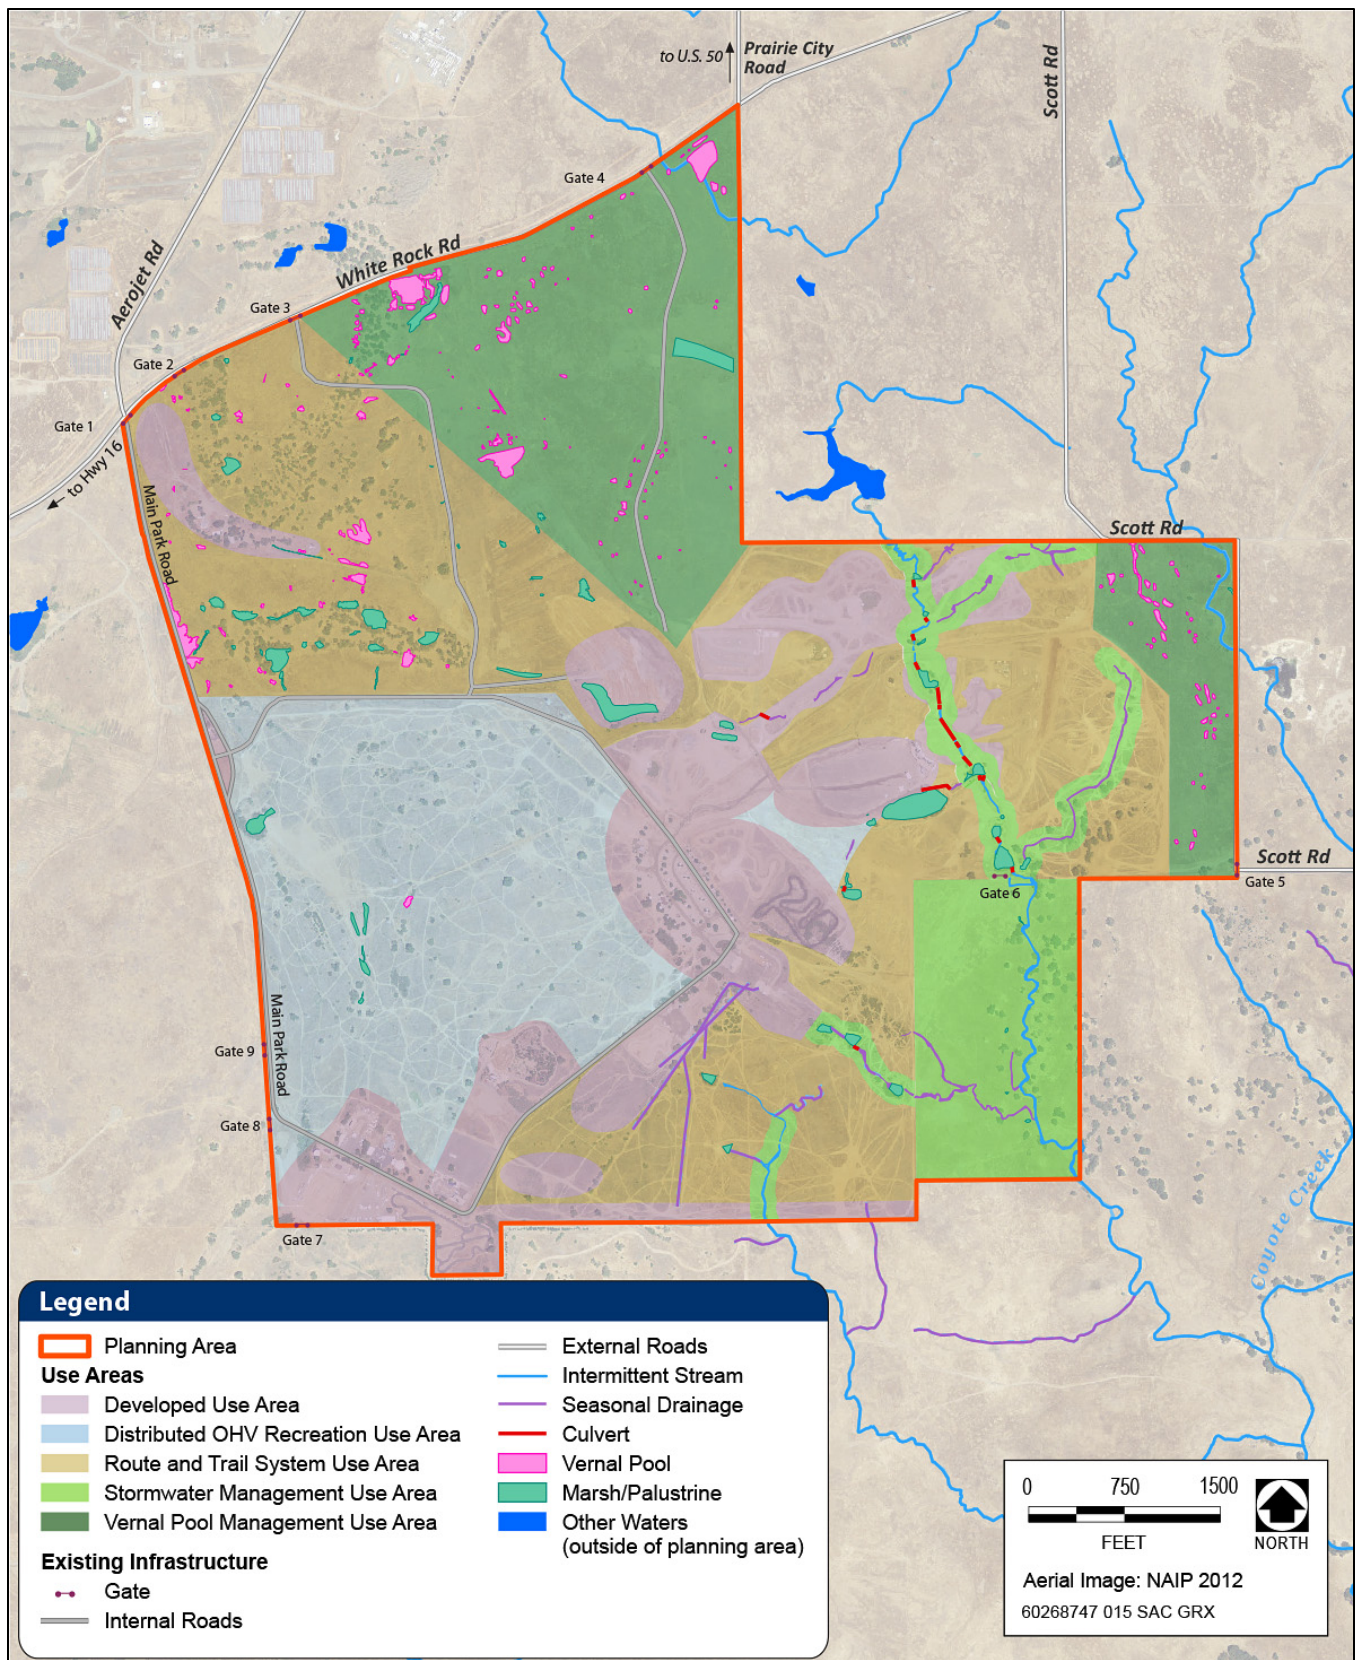 to U.S. 50
Prairie City
Road
Scott Rd
Gate 4
Aerojet Rd
White Rock Rd
Gate 3
Gate 2
Gate 1
to Hwy 16
Main Park Road
Scott Rd
Scott Rd
Gate 5
Gate 6
Main Park Road
Gate 9
Gate 8
Gate 7
Coyote Creek
Legend
Planning Area
Use Areas
Developed Use Area
Distributed OHV Recreation Use Area
Route and Trail System Use Area
Stormwater Management Use Area
Vernal Pool Management Use Area
Existing Infrastructure
Gate
Internal Roads
External Roads
Intermittent Stream
Seasonal Drainage
Culvert
Vernal Pool
Marsh/Palustrine
Other Waters
(outside of planning area)
0 750 1500
FEET
NORTH
Aerial Image: NAIP 2012
60268747 015 SAC GRX